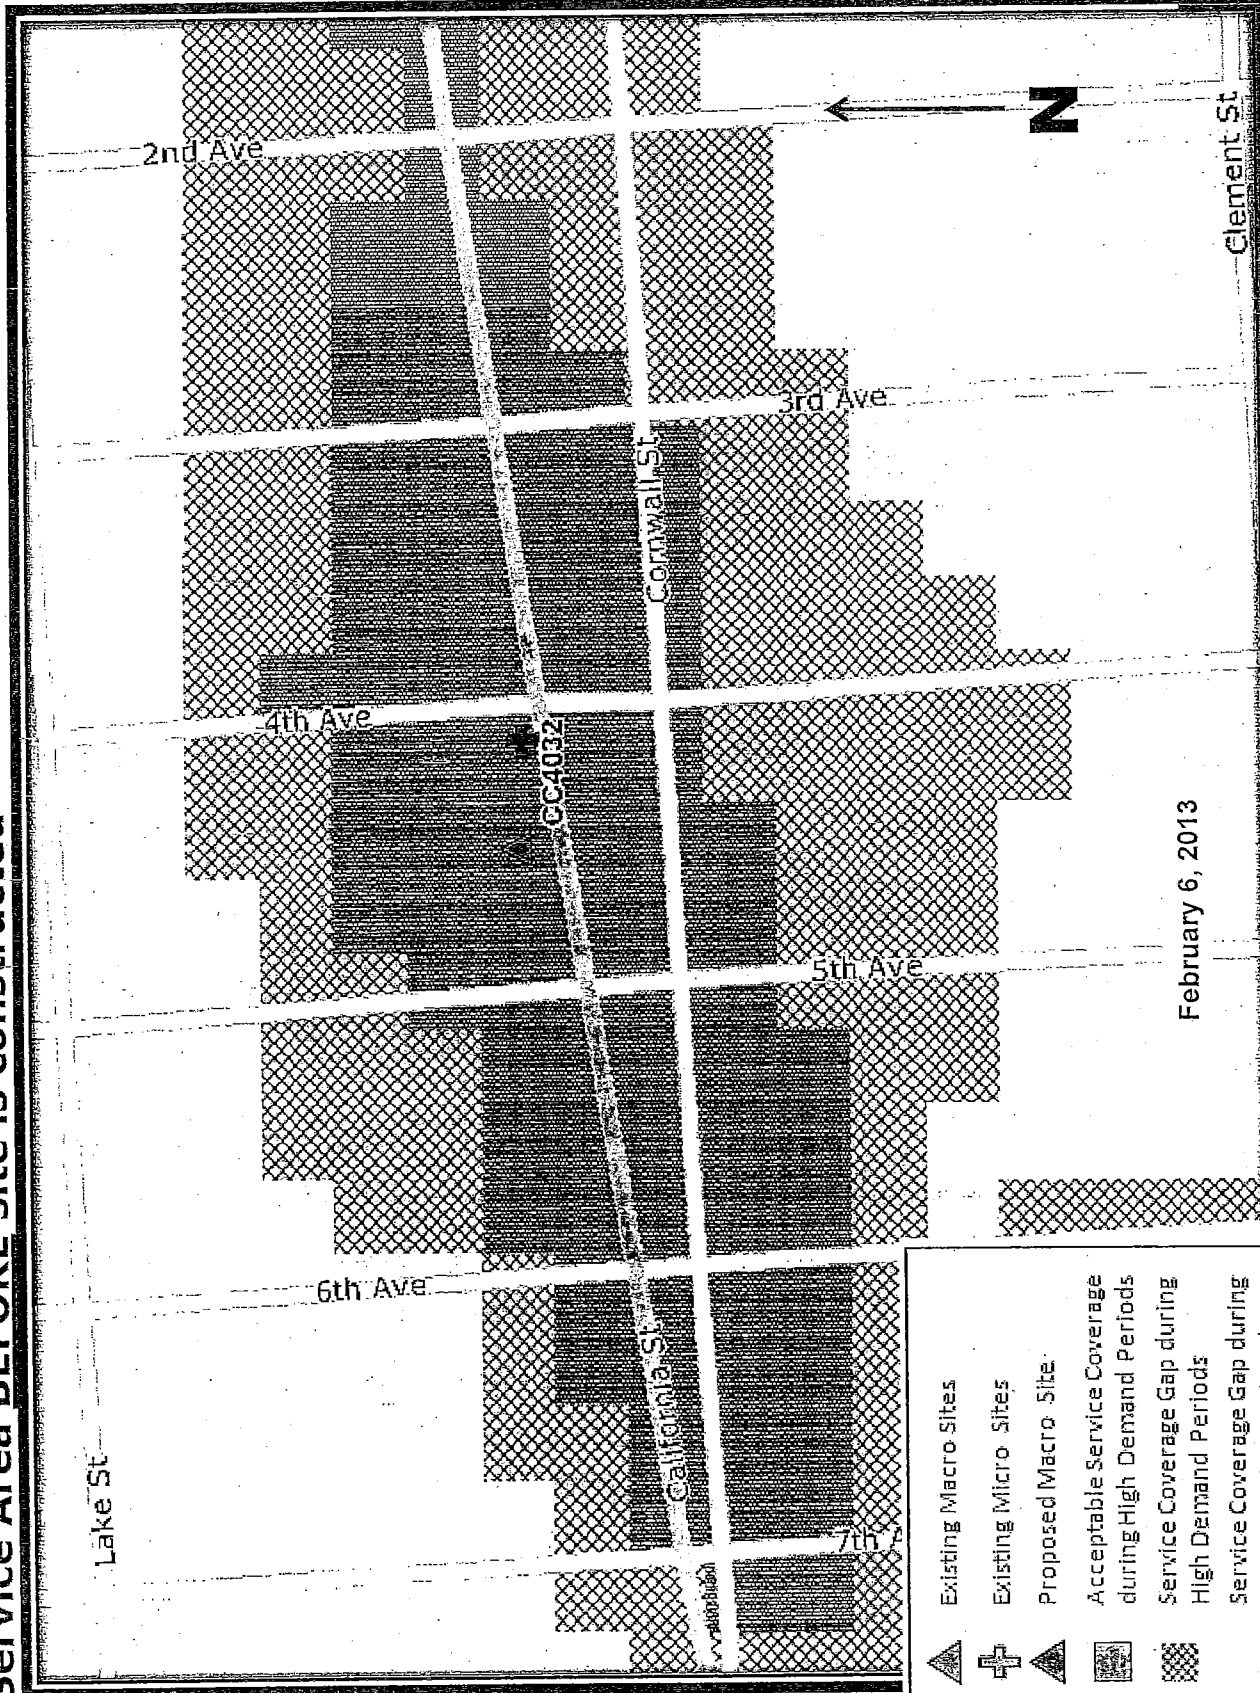 Service Area BEFORE site is constructed
2nd Ave
3rd Ave
4th Ave
5th Ave
6th Ave
7th
Lake St
California St
Cornwall St
Clement St
CC4032
N
February 6, 2013
Existing Macro Sites
Existing Micro Sites
Proposed Macro Site
Acceptable Service Coverage
during High Demand Periods
Service Coverage Gap during
High Demand Periods
Service Coverage Gap during